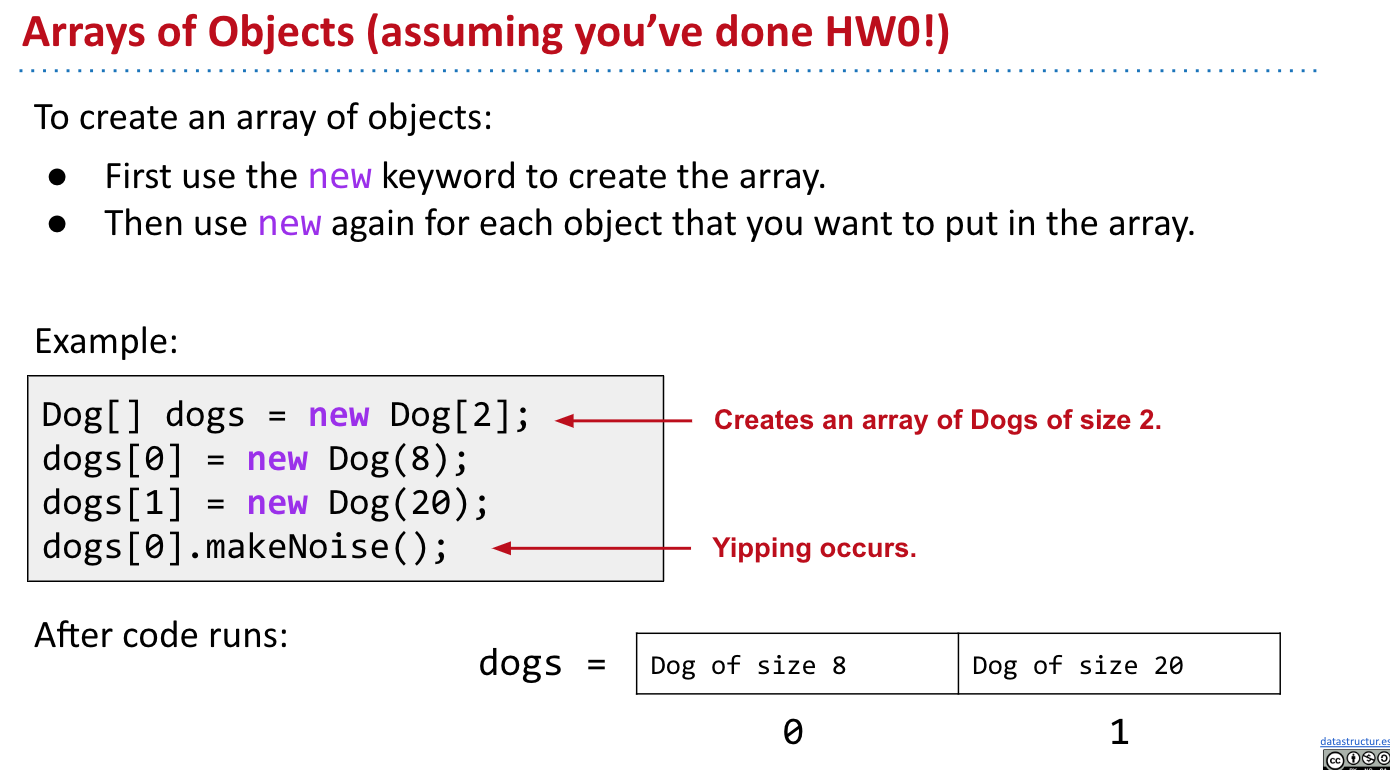 Arrays of Objects (assuming you’ve done HW0!)
To create an array of objects:
● First use the new keyword to create the array.
● Then use new again for each object that you want to put in the array.
Example:
Dog[] dogs = new Dog[2];
Creates an array of Dogs of size 2.
dogs[0] = new Dog(8);
dogs[1] = new Dog(20);
dogs[0].makeNoise();
Yipping occurs.
After code runs:
dogs =
Dog of size 8
Dog of size 20
0
1
datastructur.es
cc